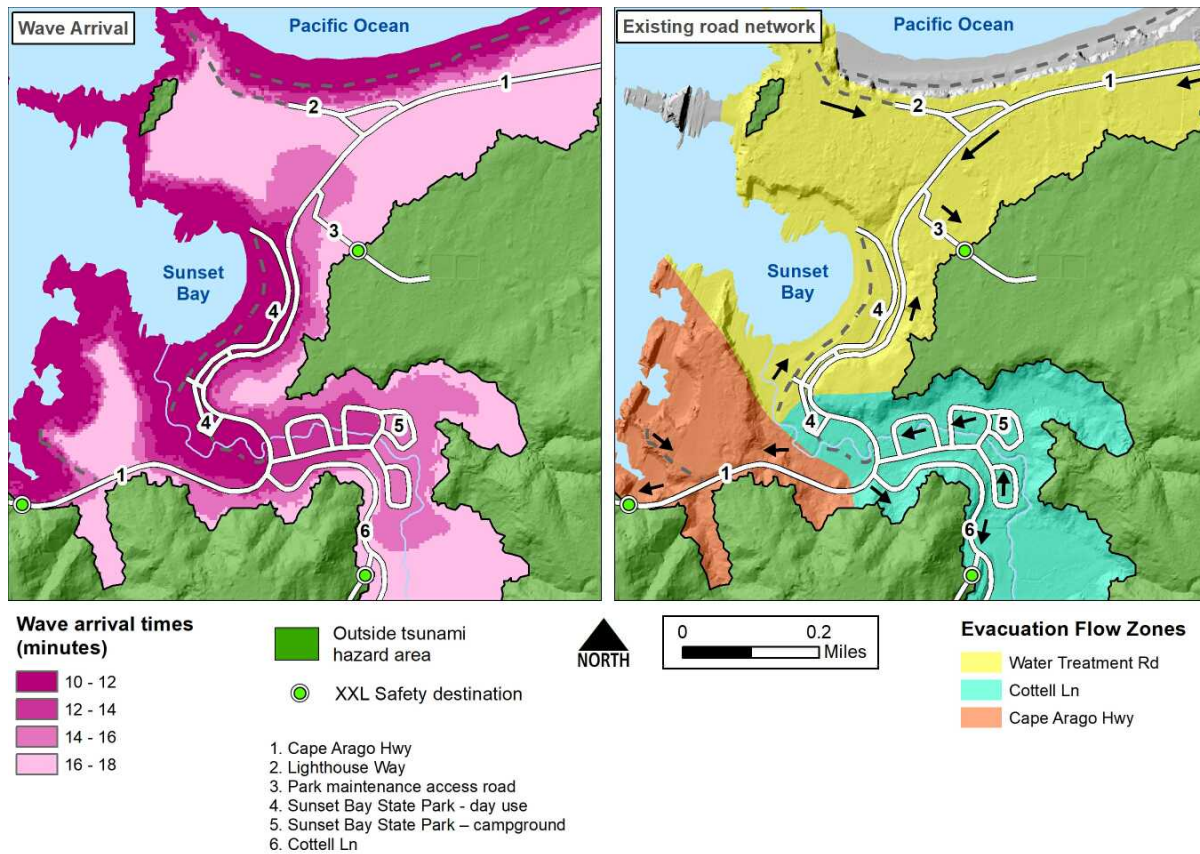 Wave Arrival
Pacific Ocean
1
2
3
Sunset
Bay
4
4
5
1
6
Existing road network
Pacific Ocean
1
2
3
Sunset
Bay
4
4
5
1
6
Wave arrival times
(minutes)
10 - 12
12 - 14
14 - 16
16 - 18
Outside tsunami
hazard area
XXL Safety destination
1. Cape Arago Hwy
2. Lighthouse Way
3. Park maintenance access road
4. Sunset Bay State Park - day use
5. Sunset Bay State Park – campground
6. Cottell Ln
NORTH
0 0.2
Miles
Evacuation Flow Zones
Water Treatment Rd
Cottell Ln
Cape Arago Hwy